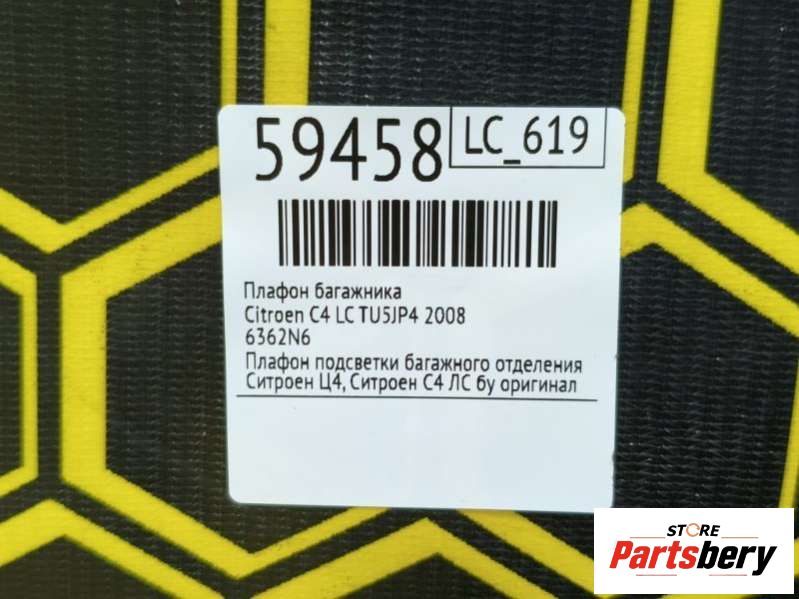 59458
LC_619
Плафон багажника
Citroen C4 LC TU5JP4 2008
6362N6
Плафон подсветки багажного отделения
Ситроен Ц4, Ситроен С4 ЛС бу оригинал
STORE
Partsbery